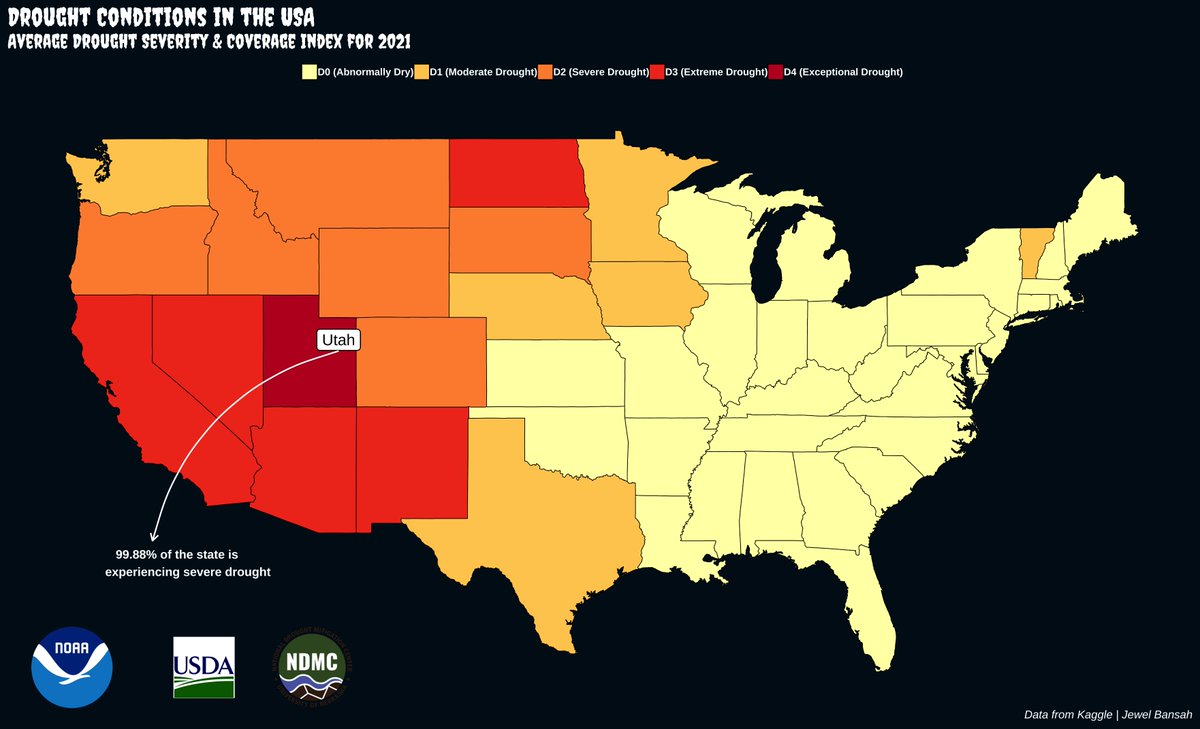 DROUGHT CONDITIONS IN THE USA
AVERAGE DROUGHT SEVERITY & COVERAGE INDEX FOR 2021
D0 (Abnormally Dry) D1 (Moderate Drought) D2 (Severe Drought) D3 (Extreme Drought) D4 (Exceptional Drought)
Utah
99.88% of the state is
experiencing severe drought
NOAA
USDA
NDMC
Data from Kaggle | Jewel Bansah